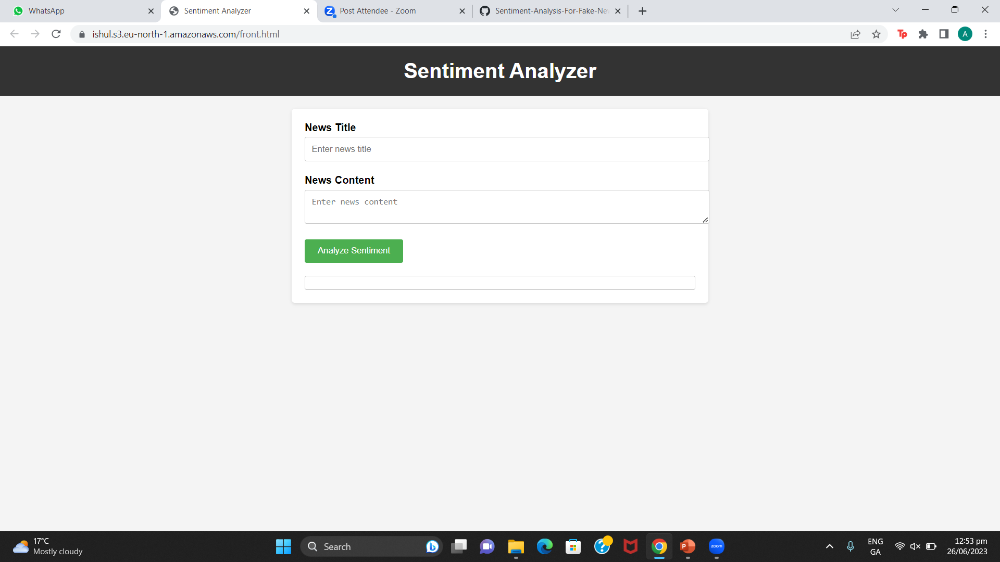 WhatsApp
Sentiment Analyzer
Post Attendee - Zoom
Sentiment-Analysis-For-Fake-Ne
ishul.s3.eu-north-1.amazonaws.com/front.html
Tp
A
Sentiment Analyzer
News Title
Enter news title
News Content
Enter news content
Analyze Sentiment
17°C
Mostly cloudy
Search
zoom
ENG
GA
12:53 pm
26/06/2023